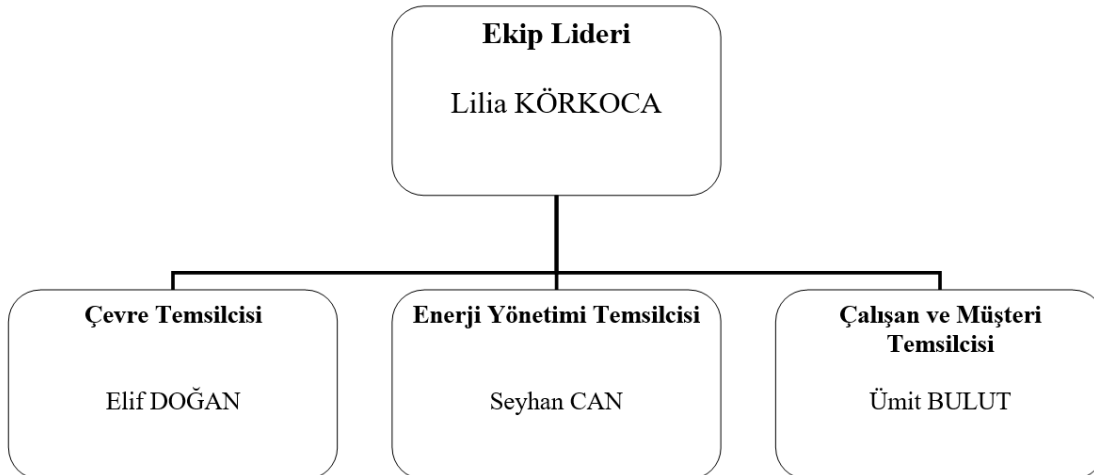 Ekip Lideri
Lilia KÖRKOCA
Çevre Temsilcisi
Elif DOĞAN
Enerji Yönetimi Temsilcisi
Seyhan CAN
Çalışan ve Müşteri
Temsilcisi
Ümit BULUT